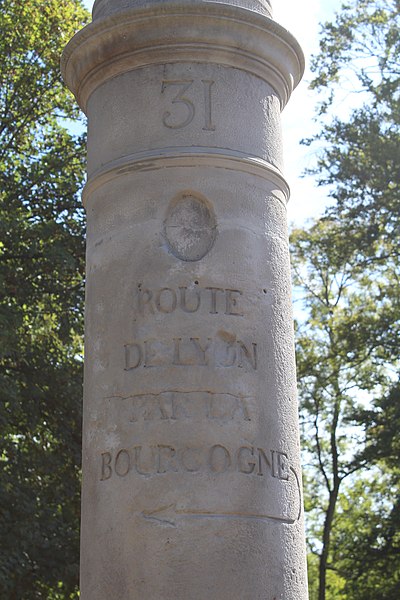 31
ROUTE
DE LYON
PAR LA
BOURGOGNE